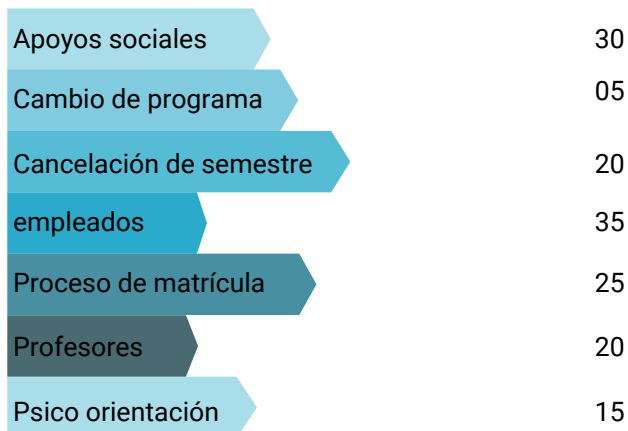 Apoyos sociales 30
Cambio de programa 05
Cancelación de semestre 20
empleados 35
Proceso de matrícula 25
Profesores 20
Psico orientación 15